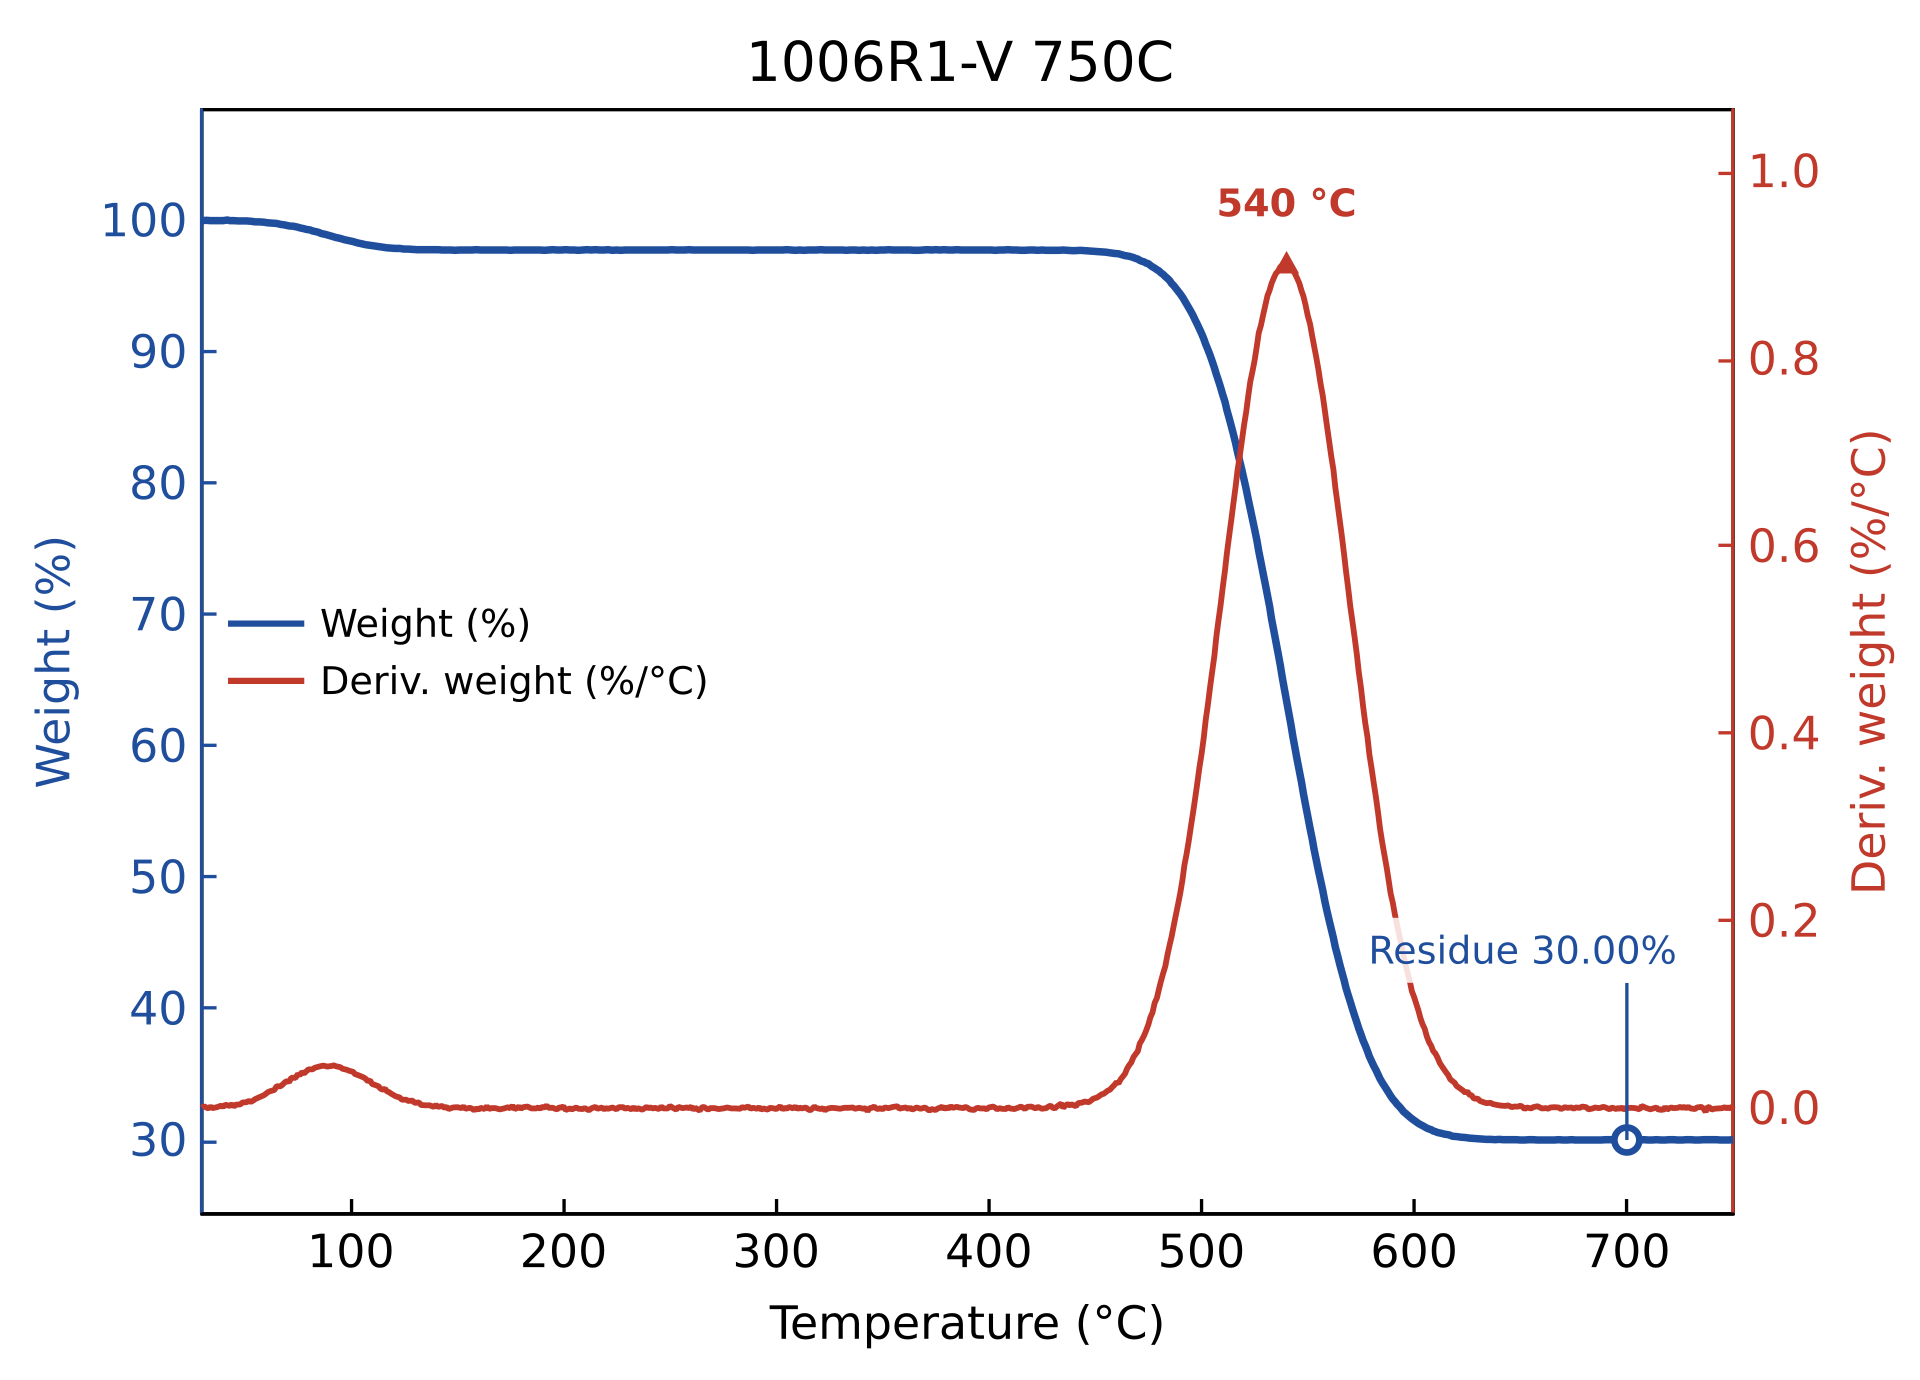 1006R1-V 750C
540 °C
Weight (%)
100
90
80
70
60
50
40
30
Weight (%)
Deriv. weight (%/°C)
Residue 30.00%
1.0
0.8
0.6
0.4
0.2
0.0
Deriv. weight (%/°C)
100 200 300 400 500 600 700
Temperature (°C)